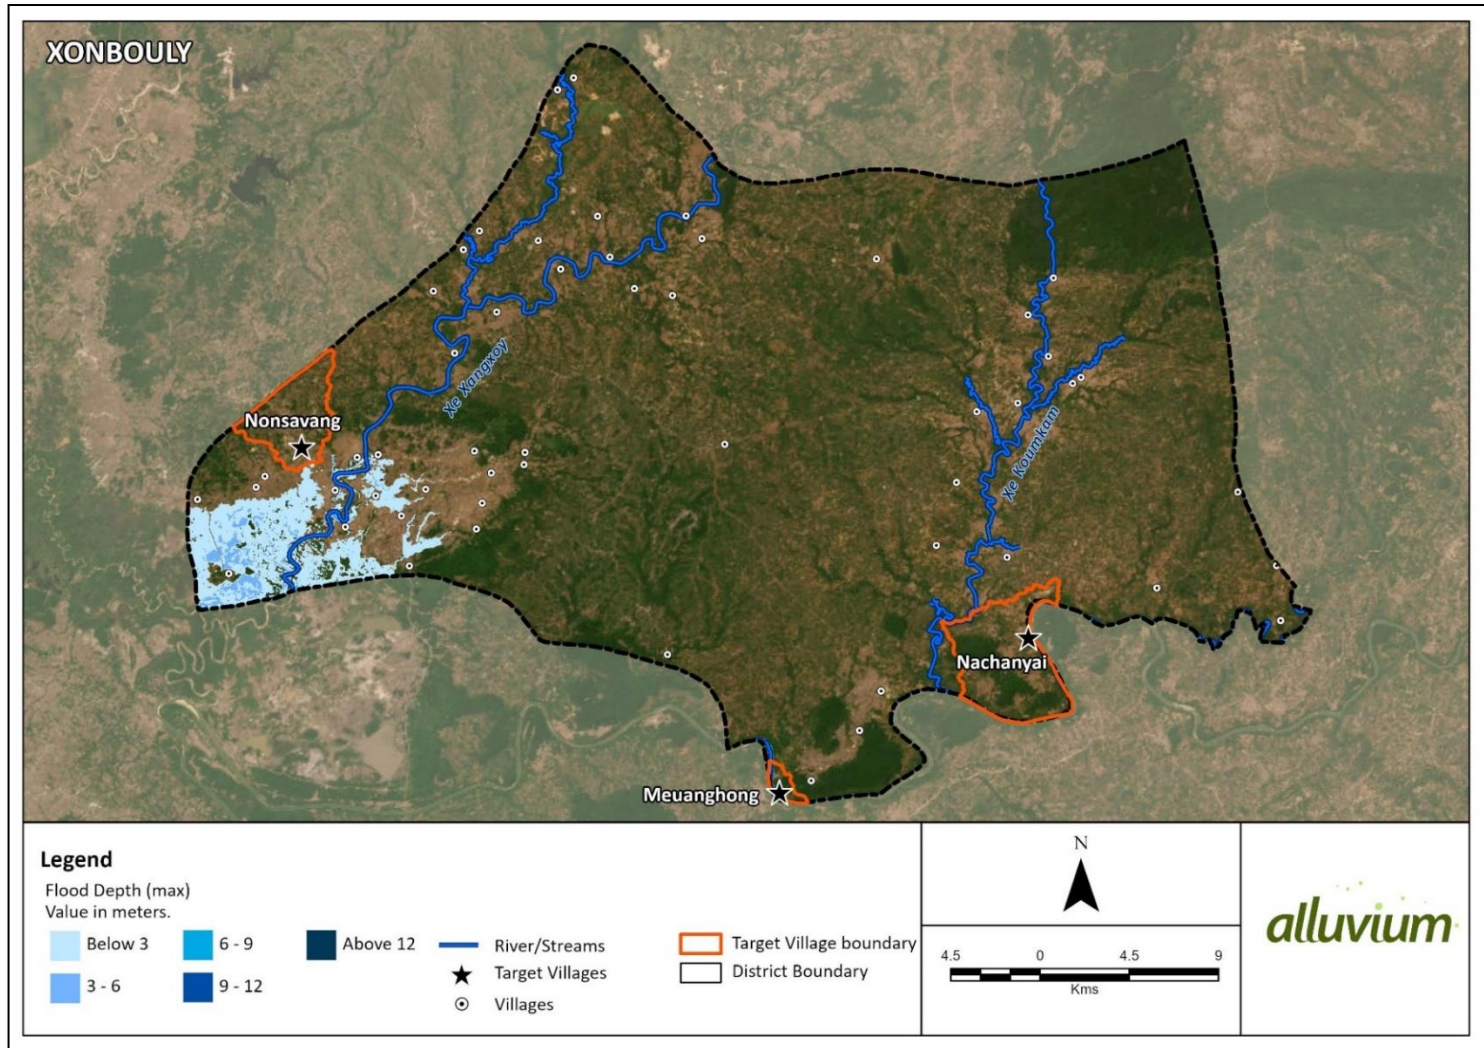 XONBOULY
Xe Xangxoy
Nonsavang
Xe Koumkam
Nachanyai
Meuanghong
Legend
Flood Depth (max)
Value in meters.
Below 3
6 - 9
Above 12
3 - 6
9 - 12
River/Streams
Target Villages
Villages
Target Village boundary
District Boundary
N
4.5 0 4.5 9
Kms
alluvium